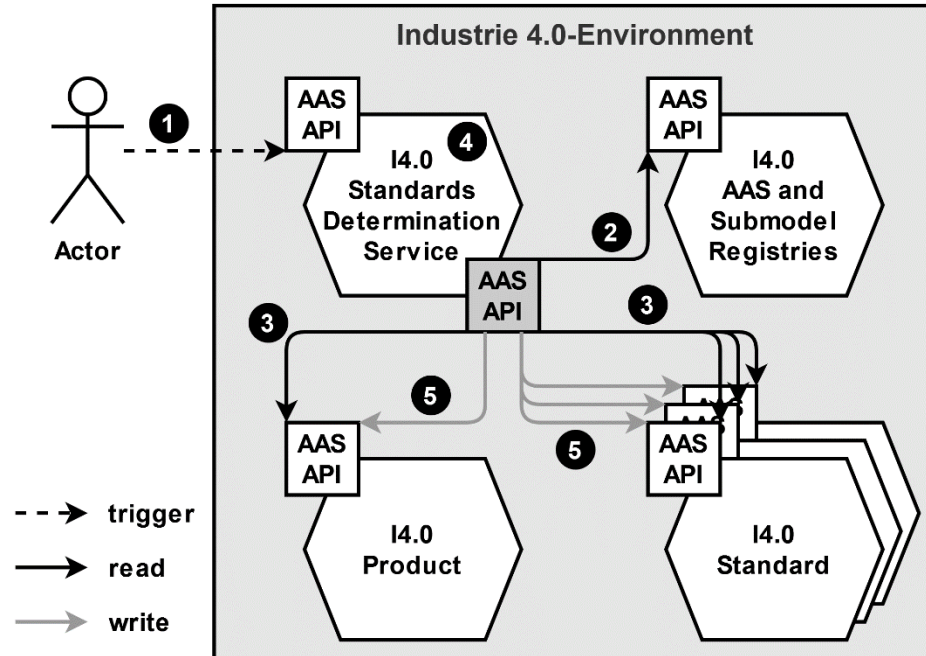 Industrie 4.0-Environment
AAS
API
AAS
API
1
4
I4.0
Standards
Determination
Service
I4.0
AAS and
Submodel
Registries
Actor
2
AAS
API
3
3
5
5
AAS
AAS
AAS
API
AAS
API
I4.0
Product
I4.0
Standard
trigger
read
write